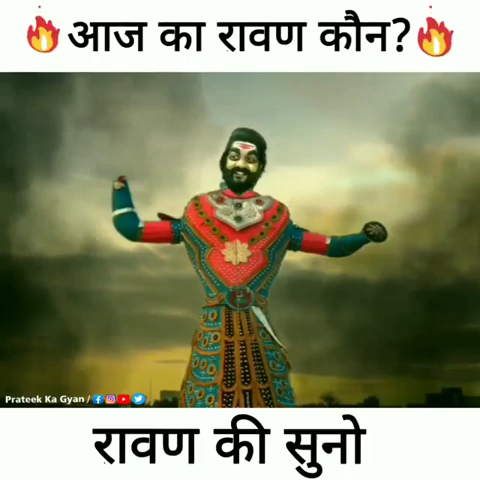 🔥आज का रावण कौन?🔥
Prateek Ka Gyan /
रावण की सुनो